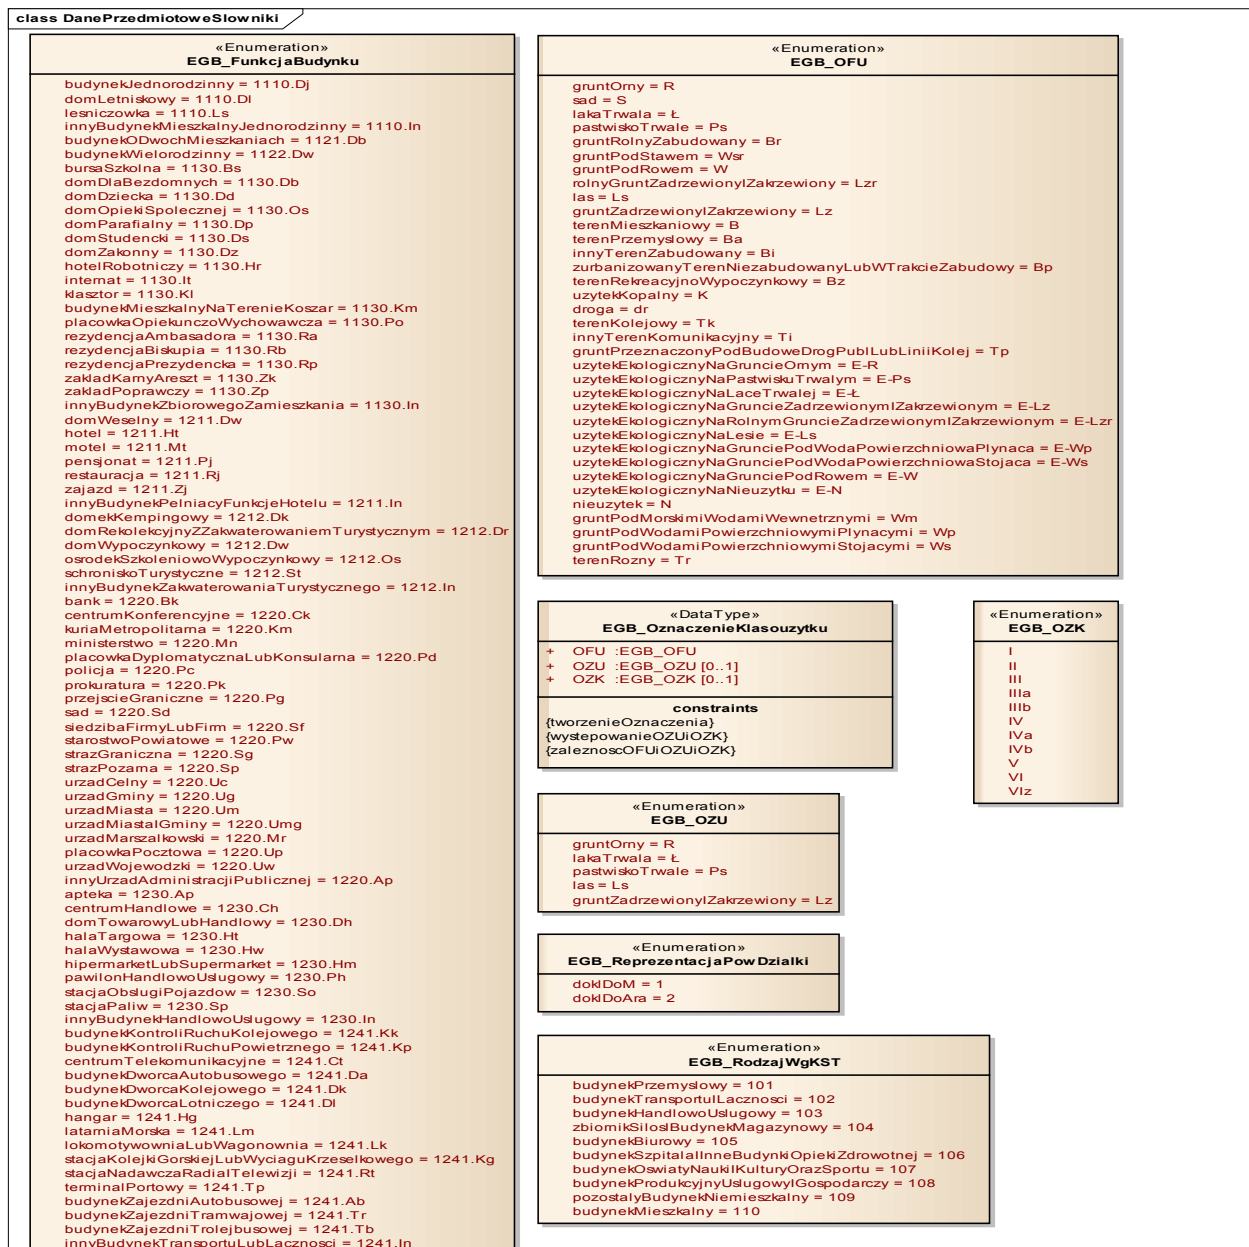 class DanePrzedmiotoweSlowniki
«Enumeration»
EGB_FunkcjaBudynku
budynekJednorodzinny = 1110.Dj
domLetniskowy = 1110.Dl
lesniczowka = 1110.Ls
innyBudynekMieszkalnyJednorodzinny = 1110.In
budynekODwochMieszkaniach = 1121.Db
budynekWielorodzinny = 1122.Dw
bursaSzkolna = 1130.Bs
domDlaBezdomnych = 1130.Db
domDziecka = 1130.Dd
domOpiekiSpolecznej = 1130.Os
domParafialny = 1130.Dp
domStudencki = 1130.Ds
domZakonny = 1130.Dz
hotelRobotniczy = 1130.Hr
internat = 1130.It
klasztor = 1130.Kl
budynekMieszkalnyNaTerenieKoszar = 1130.Km
placowkaOpiekunczoWychowawcza = 1130.Po
rezydencjaAmbasadora = 1130.Ra
rezydencjaBiskupia = 1130.Rb
rezydencjaPrezydencka = 1130.Rp
zakladKarnyAreszt = 1130.Zk
zakladPoprawczy = 1130.Zp
innyBudynekZbiorowegoZamieszkania = 1130.In
domWeselny = 1211.Dw
hotel = 1211.Ht
motel = 1211.Mt
pensjonat = 1211.Pj
restauracja = 1211.Rj
zajazd = 1211.Zj
innyBudynekPelniacyFunkcjeHotelu = 1211.In
domekKempingowy = 1212.Dk
domRekolekcyjnyZZakwaterowaniemTurystycznym = 1212.Dr
domWypoczynkowy = 1212.Dw
osrodekSzkoleniowoWypoczynkowy = 1212.Os
schroniskoTurystyczne = 1212.St
innyBudynekZakwaterowaniaTurystycznego = 1212.In
bank = 1220.Bk
centrumKonferencyjne = 1220.Ck
kuriaMetropolitarna = 1220.Km
ministerstwo = 1220.Mn
placowkaDyplomatycznaLubKonsularna = 1220.Pd
policja = 1220.Pc
prokuratura = 1220.Pk
przejscieGraniczne = 1220.Pg
sad = 1220.Sd
siedzibaFirmyLubFirm = 1220.Sf
starostwoPowiatowe = 1220.Pw
strazGraniczna = 1220.Sg
strazPozarna = 1220.Sp
urzadCelny = 1220.Uc
urzadGminy = 1220.Ug
urzadMiasta = 1220.Um
urzadMiastaIGminy = 1220.Umg
urzadMarszalkowski = 1220.Mr
placowkaPocztowa = 1220.Up
urzadWojewodzki = 1220.Uw
innyUrzadAdministracjiPublicznej = 1220.Ap
apteka = 1230.Ap
centrumHandlowe = 1230.Ch
domTowarowyLubHandlowy = 1230.Dh
halaTargowa = 1230.Ht
halaWystawowa = 1230.Hw
hipermarketLubSupermarket = 1230.Hm
pawilonHandlowoUslugowy = 1230.Ph
stacjaObslugiPojazdow = 1230.So
stacjaPaliw = 1230.Sp
innyBudynekHandlowoUslugowy = 1230.In
budynekKontroliRuchuKolejowego = 1241.Kk
budynekKontroliRuchuPowietrznego = 1241.Kp
centrumTelekomunikacyjne = 1241.Ct
budynekDworcaAutobusowego = 1241.Da
budynekDworcaKolejowego = 1241.Dk
budynekDworcaLotniczego = 1241.Dl
hangar = 1241.Hg
latarniaMorska = 1241.Lm
lokomotywowniaLubWagonownia = 1241.Lk
stacjaKolejkiGorskiejLubWyciaguKrzeselkowego = 1241.Kg
stacjaNadawczaRadiaITelewizji = 1241.Rt
terminalPortowy = 1241.Tp
budynekZajezdniAutobusowej = 1241.Ab
budynekZajezdniTramwajowej = 1241.Tr
budynekZajezdniTrolejbusowej = 1241.Tb
innyBudynekTransportuLubLacznosci = 1241.In
«Enumeration»
EGB_OFU
gruntOrny = R
sad = S
lakaTrwala = Ł
pastwiskoTrwale = Ps
gruntRolnyZabudowany = Br
gruntPodStawem = Wsr
gruntPodRowem = W
rolnyGruntZadrzewionyIZakrzewiony = Lzr
las = Ls
gruntZadrzewionyIZakrzewiony = Lz
terenMieszkaniowy = B
terenPrzemyslowy = Ba
innyTerenZabudowany = Bi
zurbanizowanyTerenNiezabudowanyLubWTrakcieZabudowy = Bp
terenRekreacyjnoWypoczynkowy = Bz
uzytekKopalny = K
droga = dr
terenKolejowy = Tk
innyTerenKomunikacyjny = Ti
gruntPrzeznaczonyPodBudoweDrogPublLubLiniiKolej = Tp
uzytekEkologicznyNaGruncieOrnym = E-R
uzytekEkologicznyNaPastwiskuTrwalym = E-Ps
uzytekEkologicznyNaLaceTrwalej = E-Ł
uzytekEkologicznyNaGruncieZadrzewionymIZakrzewionym = E-Lz
uzytekEkologicznyNaRolnymGruncieZadrzewionymIZakrzewionym = E-Lzr
uzytekEkologicznyNaLesie = E-Ls
uzytekEkologicznyNaGrunciePodWodaPowierzchniowaPlynaca = E-Wp
uzytekEkologicznyNaGrunciePodWodaPowierzchniowaStojaca = E-Ws
uzytekEkologicznyNaGrunciePodRowem = E-W
uzytekEkologicznyNaNieuzytku = E-N
nieuzytek = N
gruntPodMorskimiWodamiWewnetrznymi = Wm
gruntPodWodamiPowierzchniowymiPlynacymi = Wp
gruntPodWodamiPowierzchniowymiStojacymi = Ws
terenRozny = Tr
«DataType»
EGB_OznaczenieKlasouzytku
+ OFU :EGB_OFU
+ OZU :EGB_OZU [0..1]
+ OZK :EGB_OZK [0..1]
constraints
{tworzenieOznaczenia}
{wystepowanieOZUiOZK}
{zaleznoscOFUiOZUiOZK}
«Enumeration»
EGB_OZK
I
II
III
IIIa
IIIb
IV
IVa
IVb
V
VI
VIz
«Enumeration»
EGB_OZU
gruntOrny = R
lakaTrwala = Ł
pastwiskoTrwale = Ps
las = Ls
gruntZadrzewionyIZakrzewiony = Lz
«Enumeration»
EGB_ReprezentacjaPowDzialki
doklDoM = 1
doklDoAra = 2
«Enumeration»
EGB_RodzajWgKST
budynekPrzemyslowy = 101
budynekTransportuILacznosci = 102
budynekHandlowoUslugowy = 103
zbiornikSilosIBudynekMagazynowy = 104
budynekBiurowy = 105
budynekSzpitalaIInneBudynkiOpiekiZdrowotnej = 106
budynekOswiatyNaukiIKulturyOrazSportu = 107
budynekProdukcyjnyUslugowyIGospodarczy = 108
pozostalyBudynekNiemieszkalny = 109
budynekMieszkalny = 110